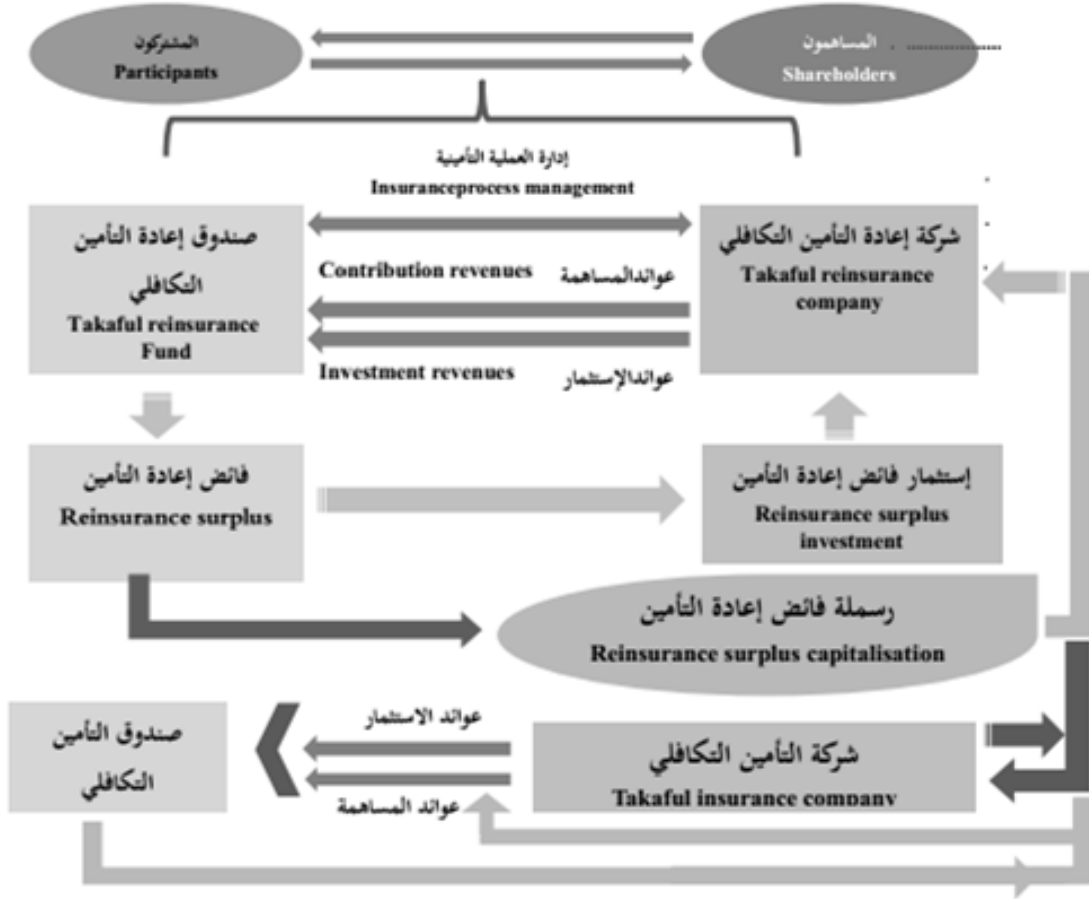 المشتركون
Participants
المساهمون
Shareholders
إدارة العملية التأمينية
Insuranceprocess management
صندوق إعادة التأمين
التكافلي
Takaful reinsurance
Fund
Contribution revenues عوائدالمساهمة
Investment revenues عوائدالإستثمار
شركة إعادة التأمين التكافلي
Takaful reinsurance
company
فائض إعادة التأمين
Reinsurance surplus
إستثمار فائض إعادة التأمين
Reinsurance surplus
investment
رسملة فائض إعادة التأمين
Reinsurance surplus capitalisation
صندوق التأمين
التكافلي
عوائد الاستثمار
عوائد المساهمة
شركة التأمين التكافلي
Takaful insurance company